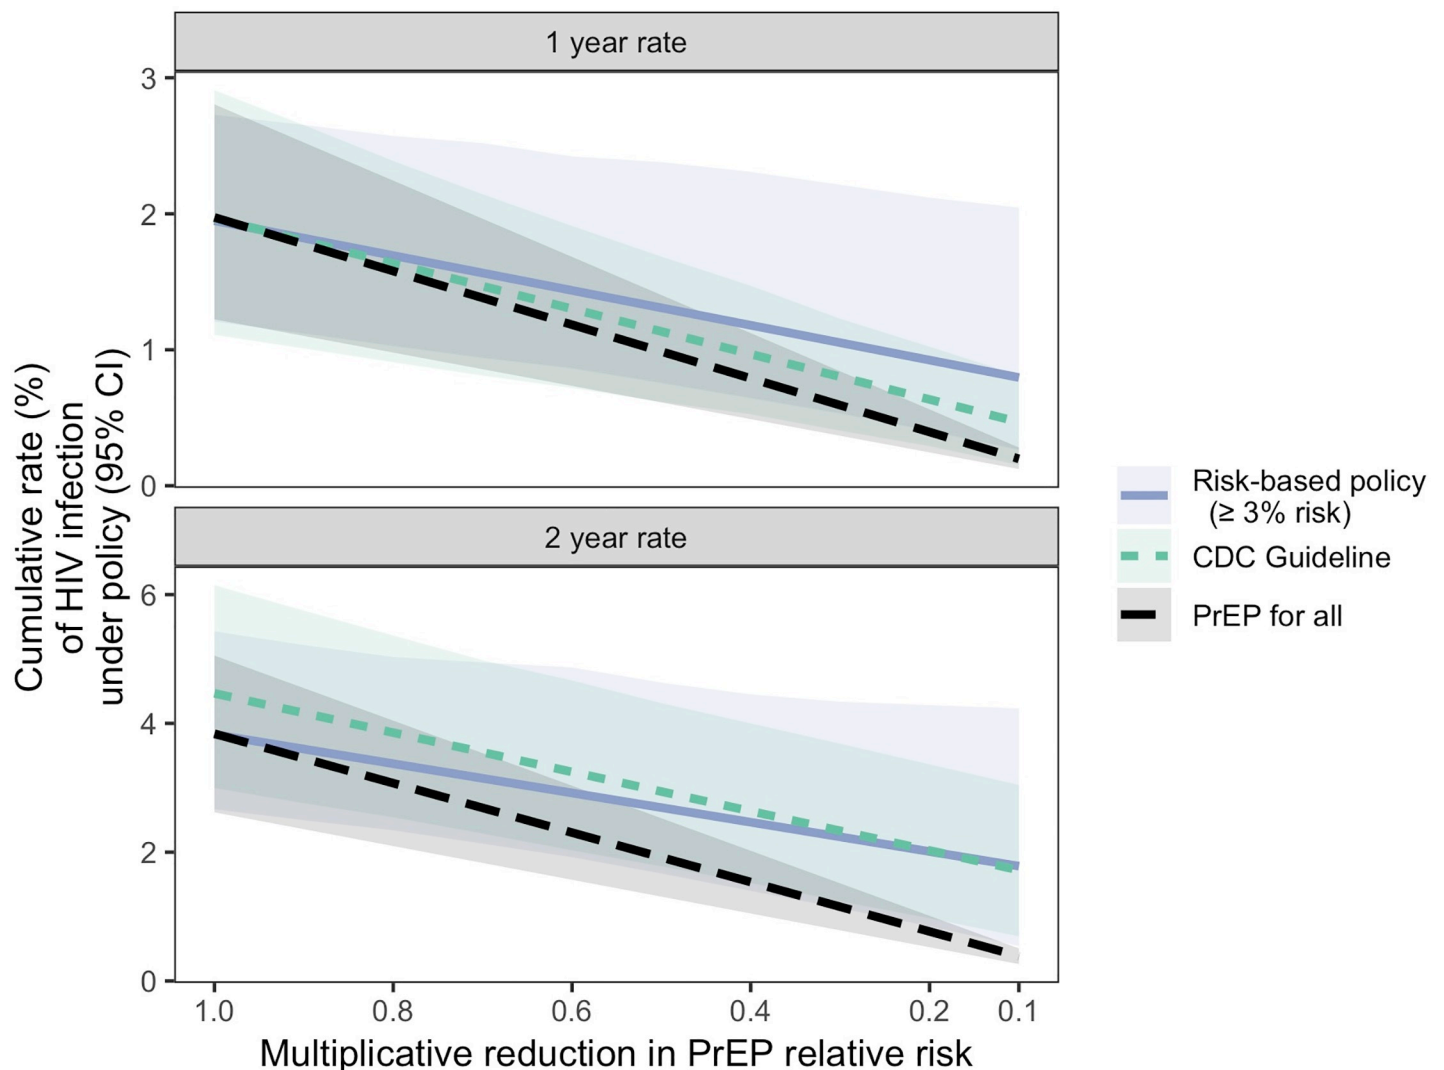 1 year rate
3
2
1
0
2 year rate
6
4
2
0
1.0 0.8 0.6 0.4 0.2 0.1
Multiplicative reduction in PrEP relative risk
Cumulative rate (%)
of HIV infection
under policy (95% CI)
Risk-based policy
(≥ 3% risk)
CDC Guideline
PrEP for all